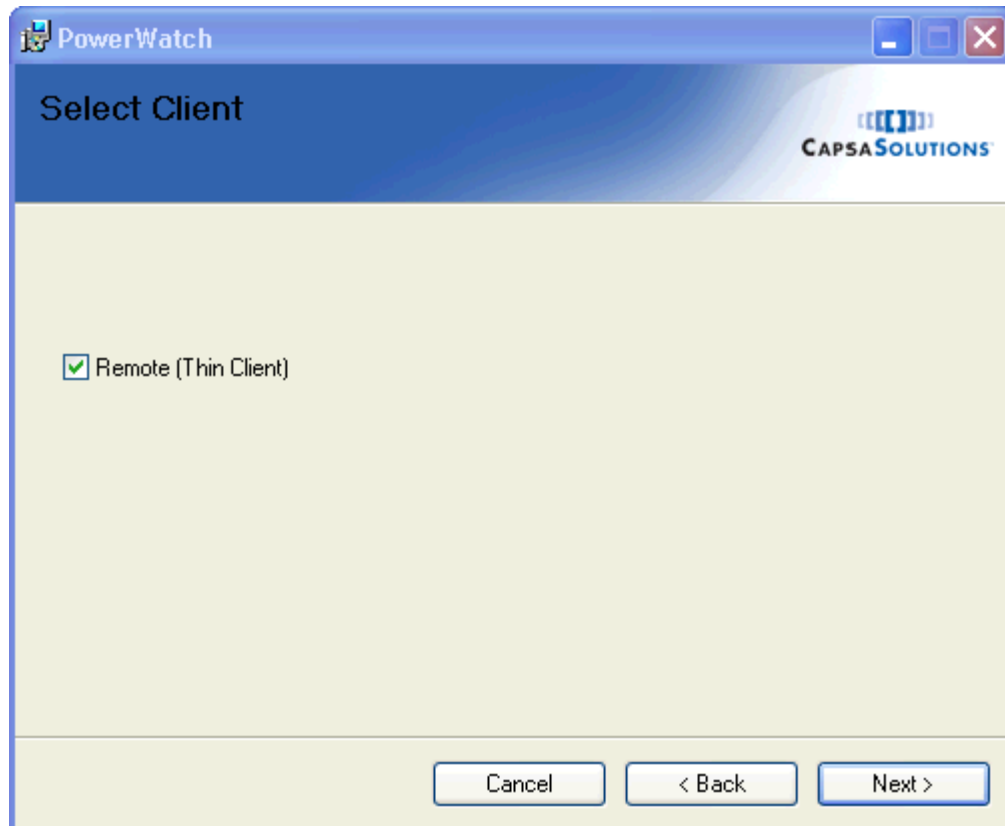 PowerWatch
Select Client
CAPSASOLUTIONS
Remote (Thin Client)
Cancel
< Back
Next >